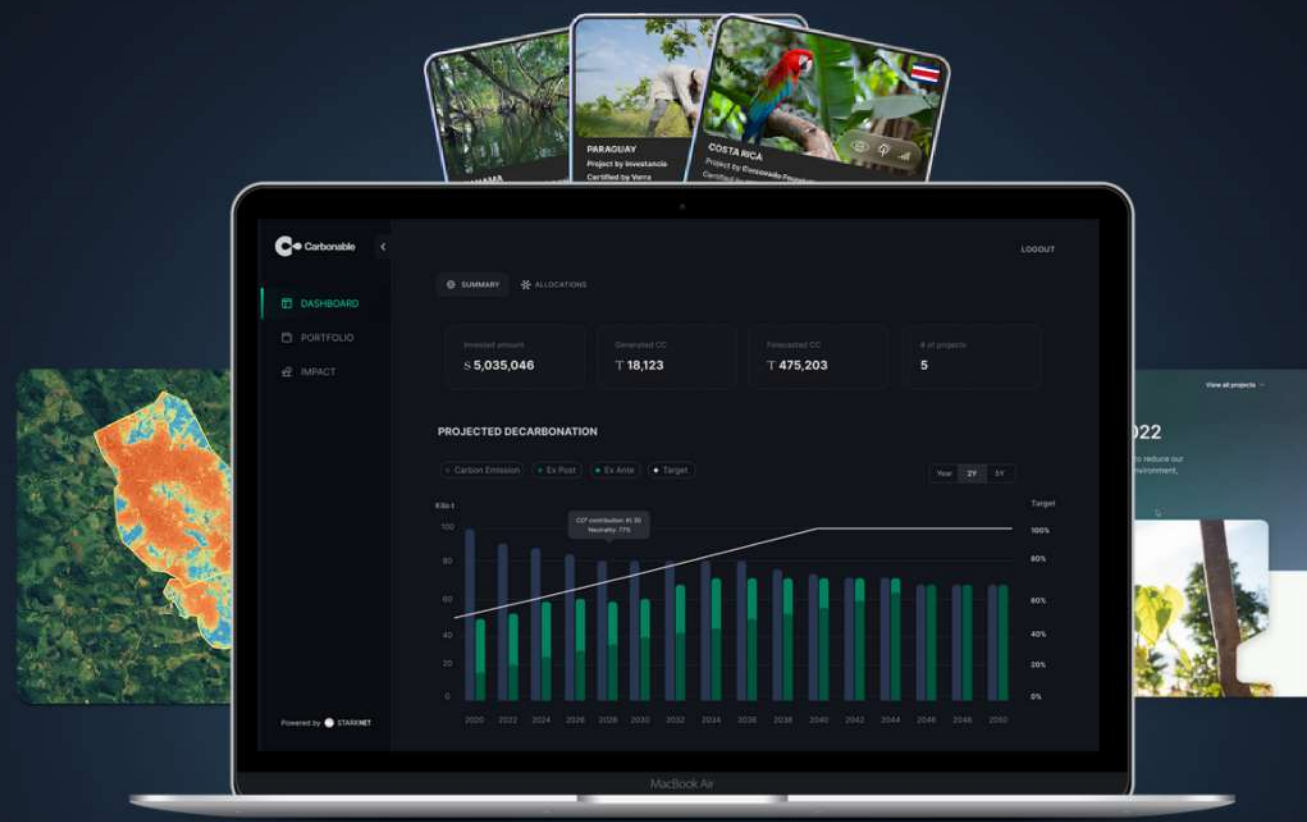 PARAGUAY
Project by Investancia
Certified by Verra
COSTA RICA
Project by
Certified by
Carbonable
LOGOUT
SUMMARY
ALLOCATIONS
DASHBOARD
PORTFOLIO
IMPACT
Invested amount
$ 5,035,046
Generated CC
T 18,123
Forecasted CC
T 475,203
# of projects
5
View all projects
022
to reduce our
environment,
PROJECTED DECARBONATION
Carbon Emission
Ex Post
Ex Ante
Target
Year 2Y 5Y
Kilo t
Target
100 80 60 40 20 0
Neutrality: 77%
100% 80% 60% 40% 20% 0%
2020 2022 2024 2026 2028 2030 2032 2034 2036 2038 2040 2042 2044 2046 2048 2050
Powered by STARKNET
MacBook Air